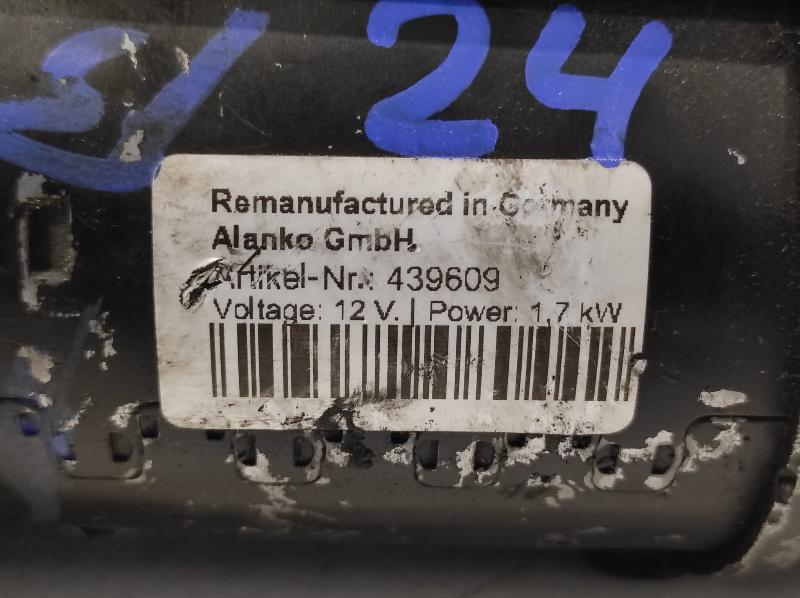 24
Remanufactured in Germany
Alanko GmbH.
Artikel-Nr.: 439609
Voltage: 12 V. | Power: 1,7 kW